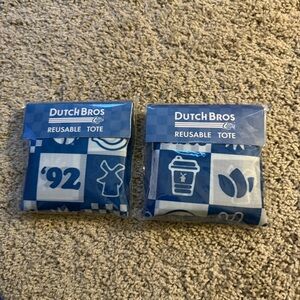 DUTCH BROS
REUSABLE TOTE
'92
DUTCH BROS
REUSABLE TOTE